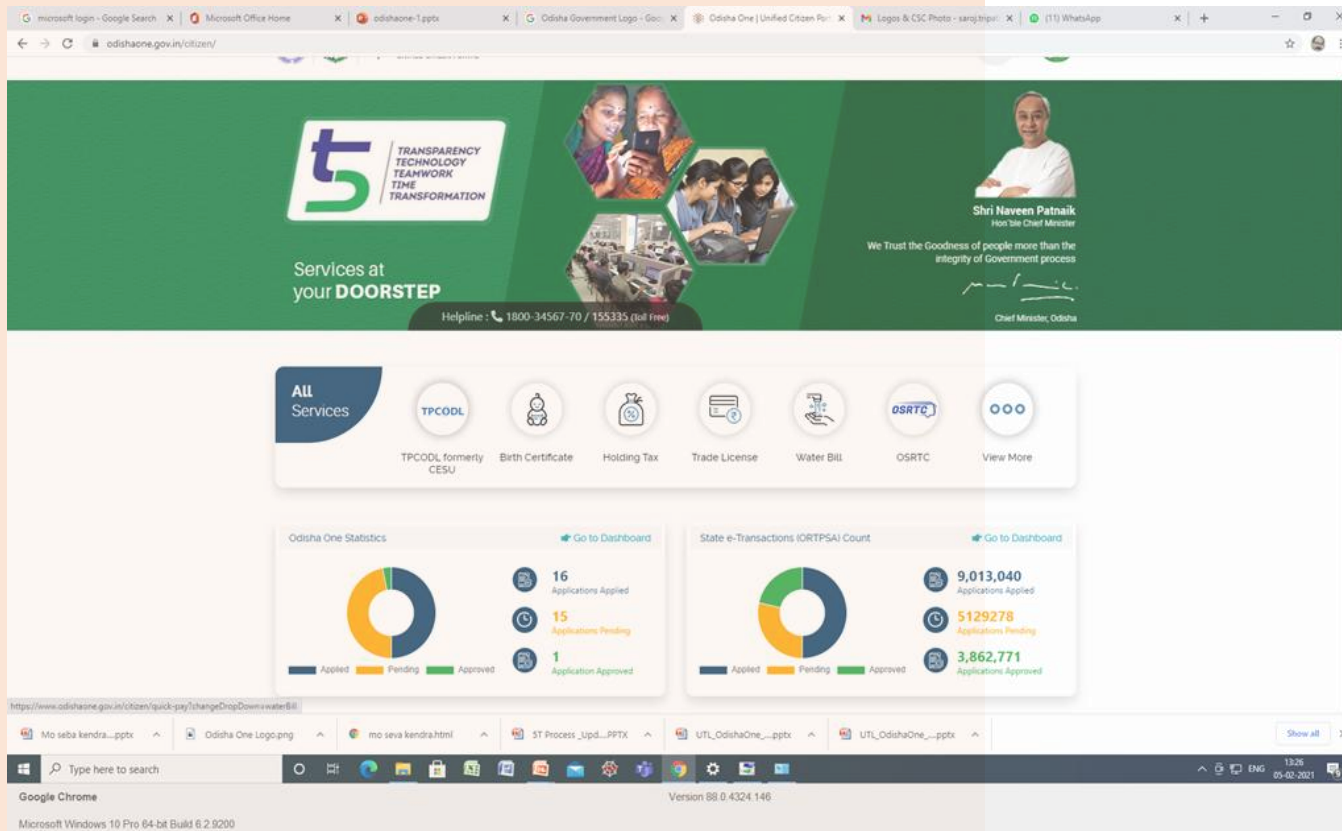 microsoft login - Google Search
Microsoft Office Home
odishaone-1.pptx
Odisha Government Logo - Goo
Odisha One | Unified Citizen Por
Logos & CSC Photo - saroj.tripat
(11) WhatsApp
odishaone.gov.in/citizen/
t5
TRANSPARENCY
TECHNOLOGY
TEAMWORK
TIME
TRANSFORMATION
Services at
your DOORSTEP
Helpline : 1800-34567-70 / 155335 (Toll Free)
Shri Naveen Patnaik
Hon'ble Chief Minister
We Trust the Goodness of people more than the
integrity of Government process
Chief Minister, Odisha
All
Services
TPCODL
OSRTC
TPCODL formerly
CESU
Birth Certificate
Holding Tax
Trade License
Water Bill
OSRTC
View More
Odisha One Statistics
Go to Dashboard
16
Applications Applied
15
Applications Pending
1
Application Approved
Applied Pending Approved
State e-Transactions (ORTPSA) Count
Go to Dashboard
9,013,040
Applications Applied
5129278
Applications Pending
3,862,771
Applications Approved
Applied Pending Approved
https://www.odishaone.gov.in/citizen/quick-pay?changeDropDown=waterBill
Mo seba kendra....pptx
Odisha One Logo.png
mo seva kendra.html
5T Process _Upd....PPTX
UTL_OdishaOne_....pptx
UTL_OdishaOne_....pptx
Show all
Type here to search
ENG
13:26
05-02-2021
Google Chrome
Version 88.0.4324.146
Microsoft Windows 10 Pro 64-bit Build 6.2.9200